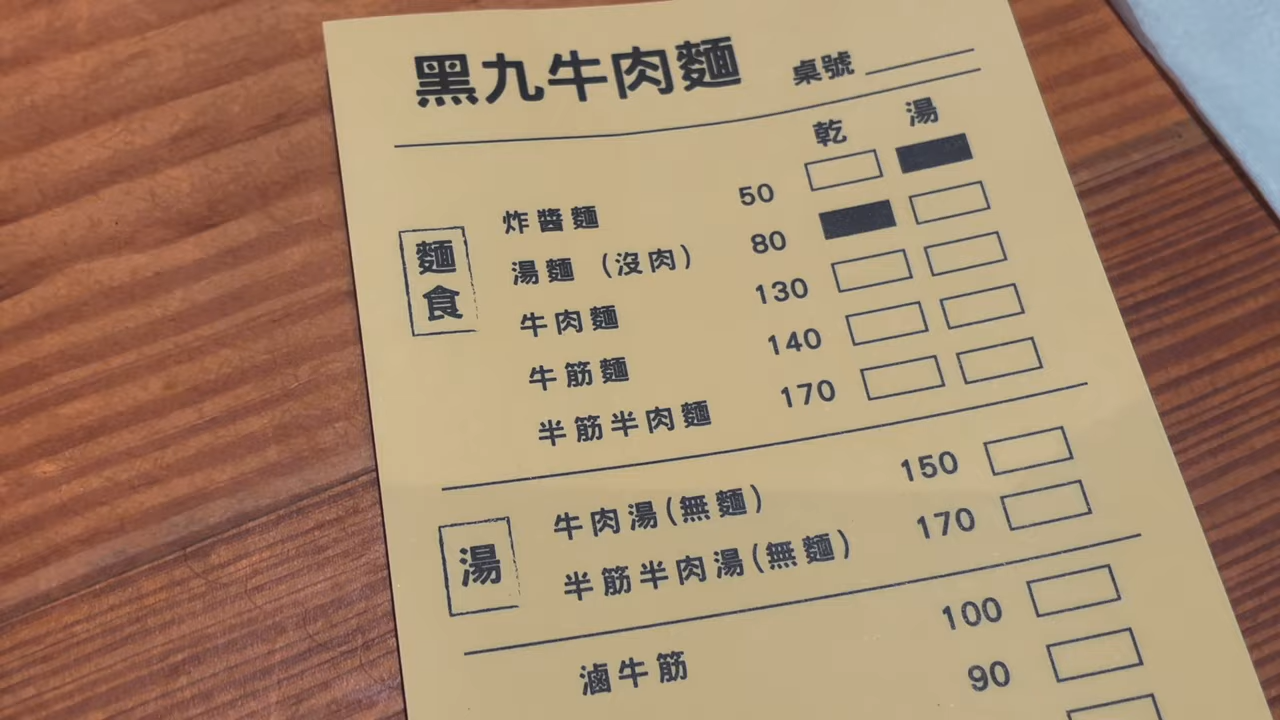 黑九牛肉麵 桌號
乾 湯
麵食
炸醬麵 50
湯麵（沒肉） 80
牛肉麵 130
牛筋麵 140
半筋半肉麵 170
湯
牛肉湯(無麵) 150
半筋半肉湯(無麵) 170
滷牛筋 100
90